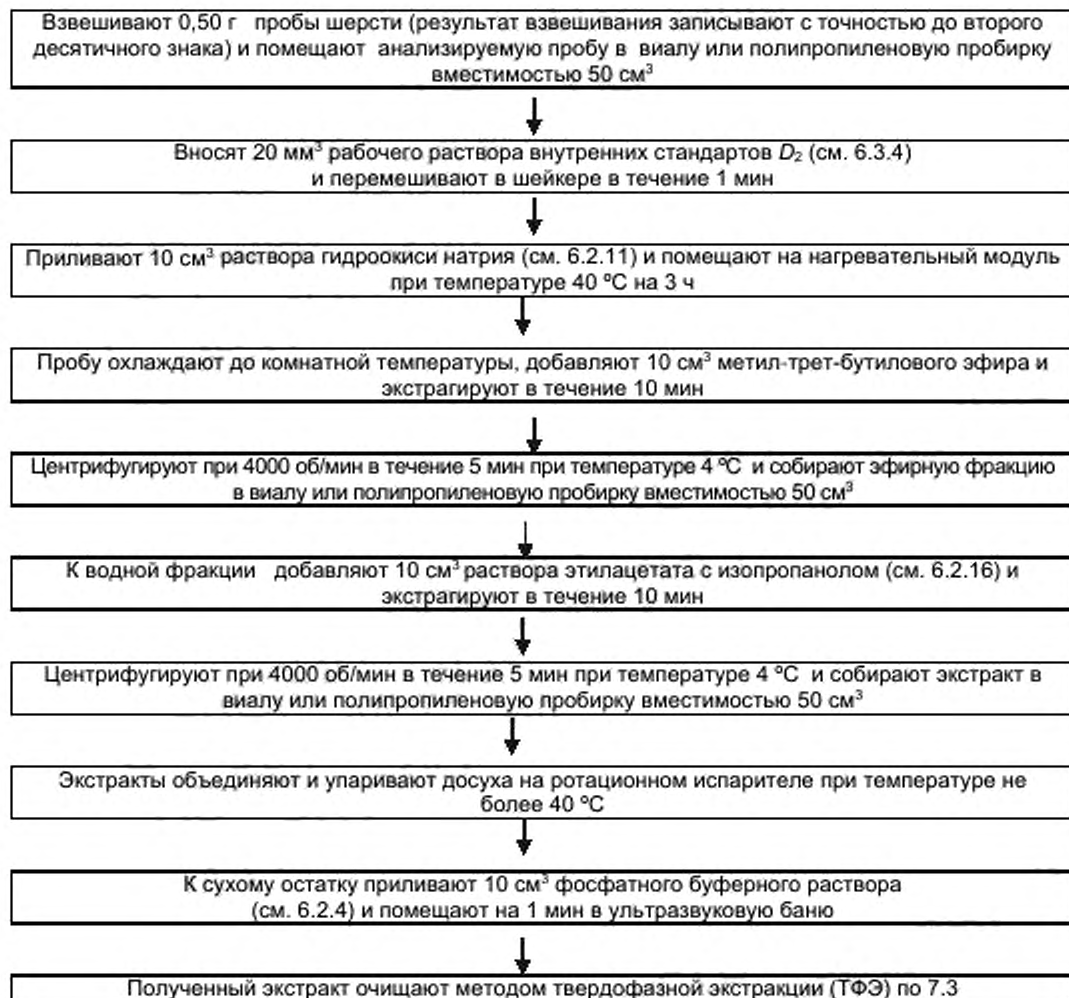 Взвешивают 0,50 г пробы шерсти (результат взвешивания записывают с точностью до второго
десятичного знака) и помещают анализируемую пробу в виалу или полипропиленовую пробирку
вместимостью 50 см³
Вносят 20 мм³ рабочего раствора внутренних стандартов D₂ (см. 6.3.4)
и перемешивают в шейкере в течение 1 мин
Приливают 10 см³ раствора гидроокиси натрия (см. 6.2.11) и помещают на нагревательный модуль
при температуре 40 ºС на 3 ч
Пробу охлаждают до комнатной температуры, добавляют 10 см³ метил-трет-бутилового эфира и
экстрагируют в течение 10 мин
Центрифугируют при 4000 об/мин в течение 5 мин при температуре 4 ºС и собирают эфирную фракцию
в виалу или полипропиленовую пробирку вместимостью 50 см³
К водной фракции добавляют 10 см³ раствора этилацетата с изопропанолом (см. 6.2.16) и
экстрагируют в течение 10 мин
Центрифугируют при 4000 об/мин в течение 5 мин при температуре 4 ºС и собирают экстракт в
виалу или полипропиленовую пробирку вместимостью 50 см³
Экстракты объединяют и упаривают досуха на ротационном испарителе при температуре не
более 40 ºС
К сухому остатку приливают 10 см³ фосфатного буферного раствора
(см. 6.2.4) и помещают на 1 мин в ультразвуковую баню
Полученный экстракт очищают методом твердофазной экстракции (ТФЭ) по 7.3